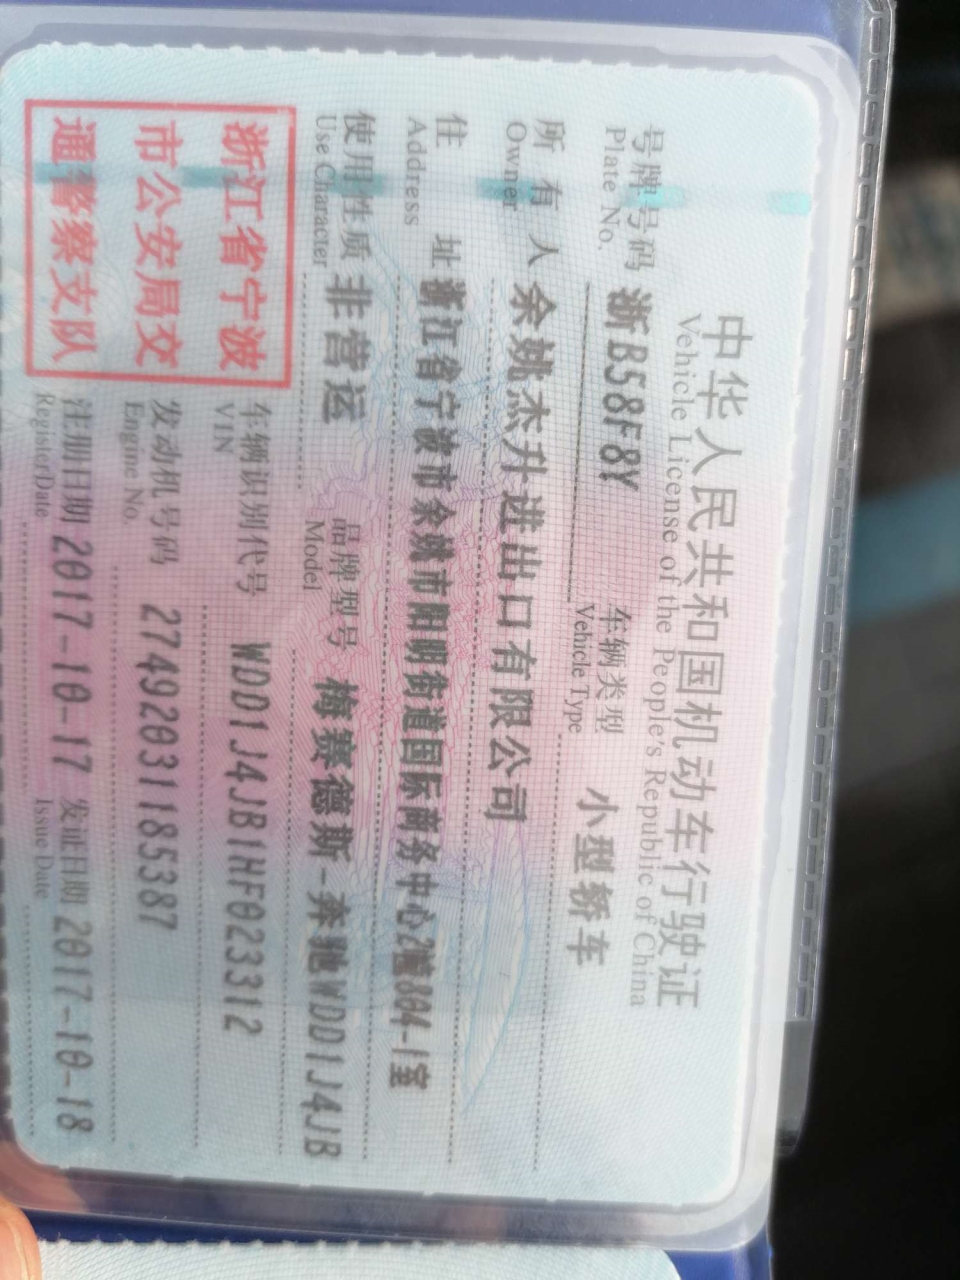 中华人民共和国机动车行驶证
Vehicle License of the People's Republic of China
号牌号码 浙B58F8Y 车辆类型 小型轿车
Plate No. Vehicle Type
所有人 余姚杰升进出口有限公司
Owner
住址 浙江省宁波市余姚市阳明街道国际商务中心2幢804-1室
Address
使用性质 非营运 品牌型号 梅赛德斯-奔驰WDD1J4JB
Use Character Model
浙江省宁波
市公安局交
通警察支队
车辆识别代号 WDD1J4JB1HF023312
VIN
发动机号码 27492031185387
Engine No.
注册日期 2017-10-17 发证日期 2017-10-18
Register Date Issue Date